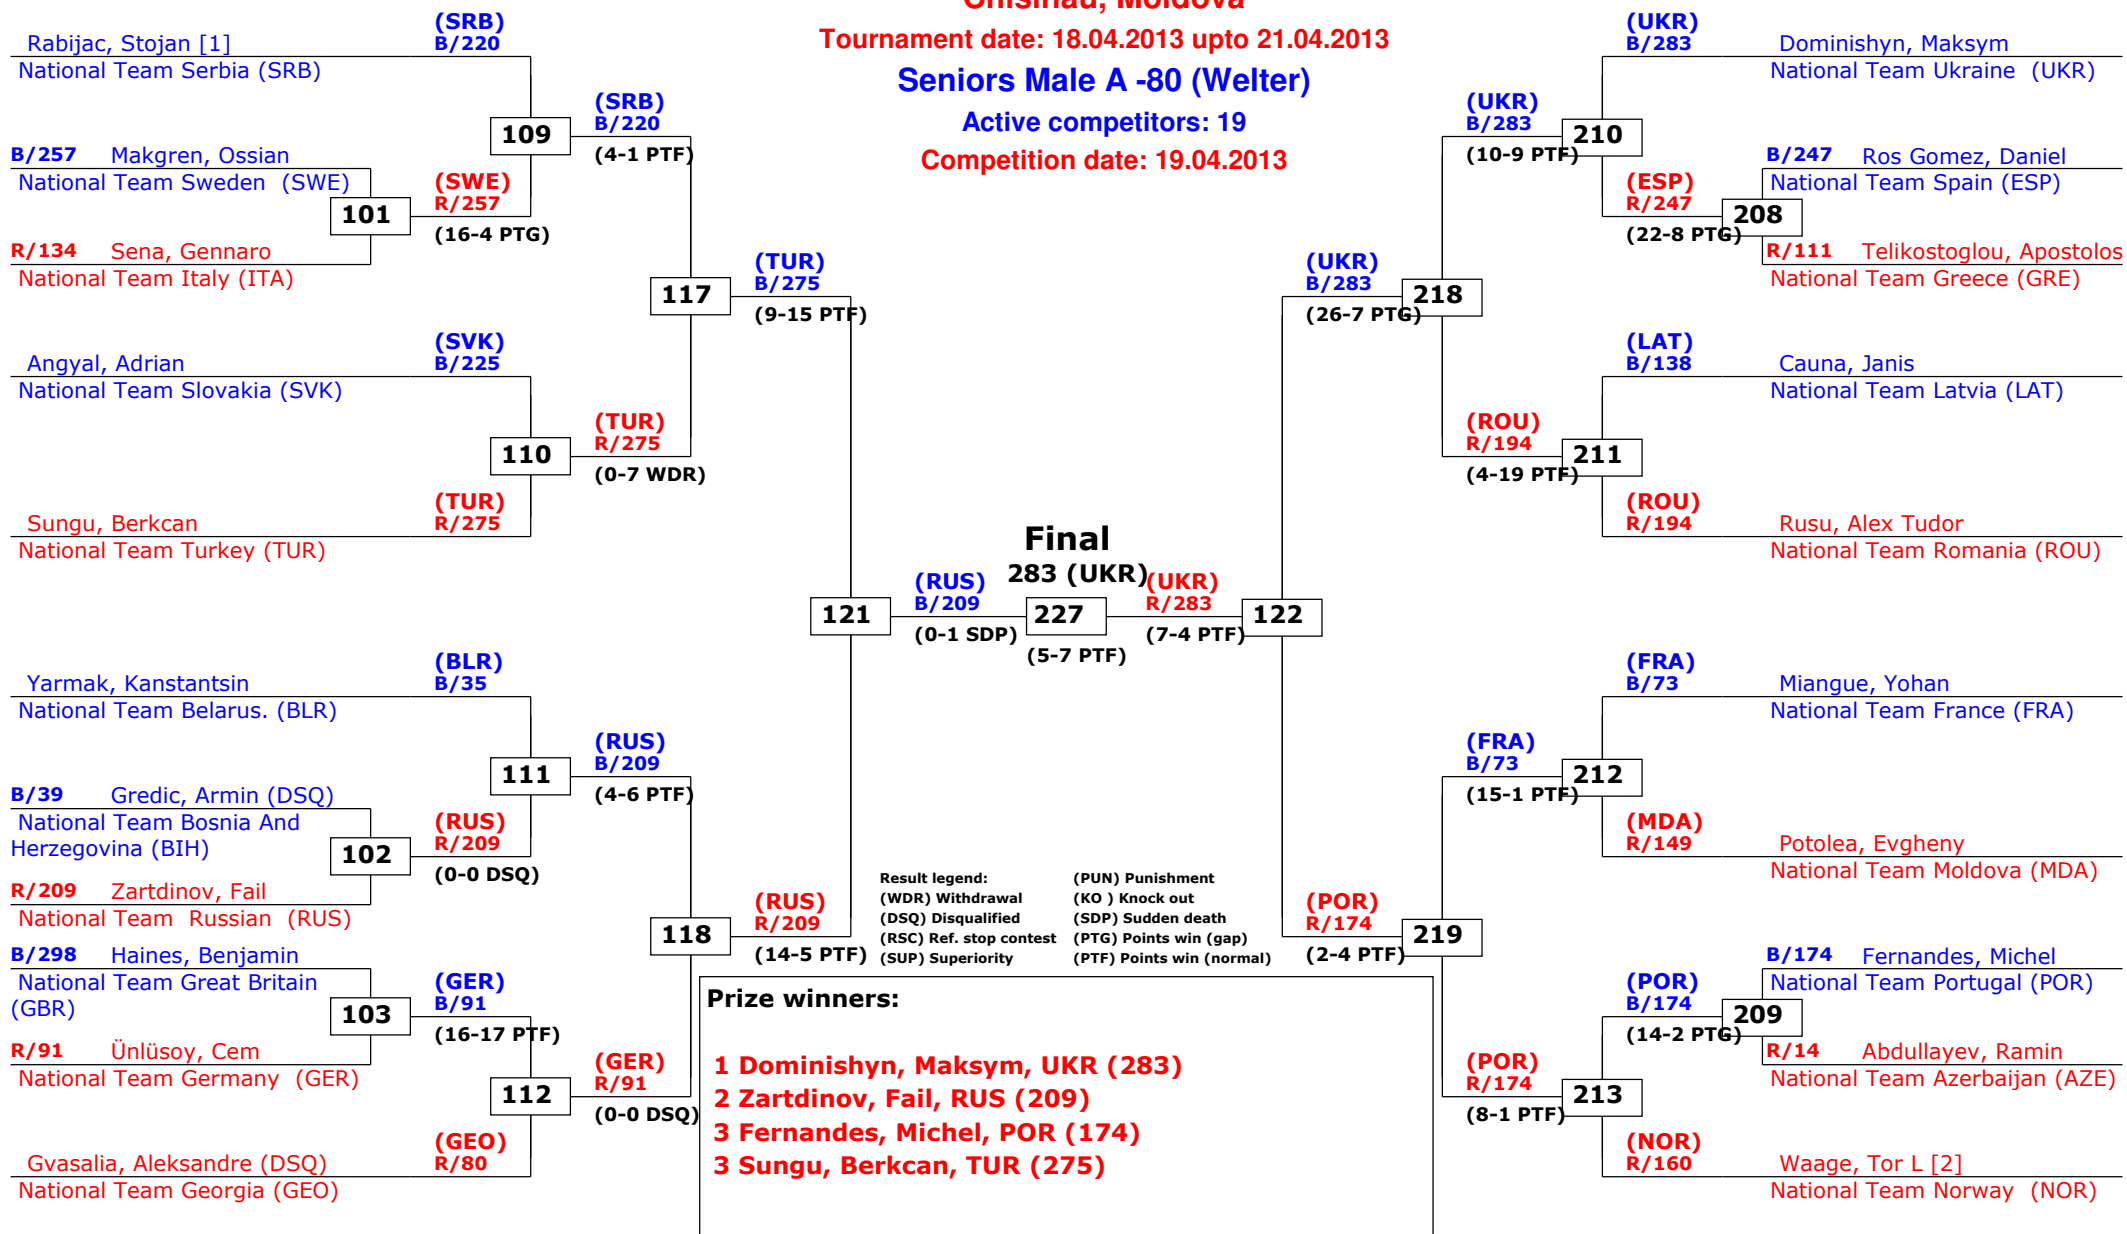 Tournament date: 18.04.2013 upto 21.04.2013
Seniors Male A -80 (Welter)
Active competitors: 19
Competition date: 19.04.2013
Rabijac, Stojan [1]
National Team Serbia (SRB)
(SRB)
B/220
B/257 Makgren, Ossian
National Team Sweden (SWE)
R/134 Sena, Gennaro
National Team Italy (ITA)
101
(SWE)
R/257
(16-4 PTG)
109
(SRB)
B/220
(4-1 PTF)
Angyal, Adrian
National Team Slovakia (SVK)
(SVK)
B/225
Sungu, Berkcan
National Team Turkey (TUR)
(TUR)
R/275
110
(TUR)
R/275
(0-7 WDR)
117
(TUR)
B/275
(9-15 PTF)
Yarmak, Kanstantsin
National Team Belarus. (BLR)
(BLR)
B/35
B/39 Gredic, Armin (DSQ)
National Team Bosnia And
Herzegovina (BIH)
R/209 Zartdinov, Fail
National Team Russian (RUS)
102
(RUS)
R/209
(0-0 DSQ)
111
(RUS)
B/209
(4-6 PTF)
B/298 Haines, Benjamin
National Team Great Britain
(GBR)
R/91 Ünlüsoy, Cem
National Team Germany (GER)
103
(GER)
B/91
(16-17 PTF)
Gvasalia, Aleksandre (DSQ)
National Team Georgia (GEO)
(GEO)
R/80
112
(GER)
R/91
(0-0 DSQ)
118
(RUS)
R/209
(14-5 PTF)
121
(RUS)
B/209
(0-1 SDP)
Final
283 (UKR)
227
(5-7 PTF)
(UKR)
R/283
(7-4 PTF)
122
(UKR)
B/283
(26-7 PTG)
218
(UKR)
B/283
(10-9 PTF)
210
(UKR)
B/283
Dominishyn, Maksym
National Team Ukraine (UKR)
(ESP)
R/247
(22-8 PTG)
208
B/247 Ros Gomez, Daniel
National Team Spain (ESP)
R/111 Telikostoglou, Apostolos
National Team Greece (GRE)
(ROU)
R/194
(4-19 PTF)
211
(LAT)
B/138
Cauna, Janis
National Team Latvia (LAT)
(ROU)
R/194
Rusu, Alex Tudor
National Team Romania (ROU)
(POR)
R/174
(2-4 PTF)
219
(FRA)
B/73
(15-1 PTF)
212
(FRA)
B/73
Miangue, Yohan
National Team France (FRA)
(MDA)
R/149
Potolea, Evgheny
National Team Moldova (MDA)
(POR)
R/174
(8-1 PTF)
213
(POR)
B/174
(14-2 PTG)
209
B/174 Fernandes, Michel
National Team Portugal (POR)
R/14 Abdullayev, Ramin
National Team Azerbaijan (AZE)
(NOR)
R/160
Waage, Tor L [2]
National Team Norway (NOR)
Result legend:
(WDR) Withdrawal
(DSQ) Disqualified
(RSC) Ref. stop contest
(SUP) Superiority
(PUN) Punishment
(KO ) Knock out
(SDP) Sudden death
(PTG) Points win (gap)
(PTF) Points win (normal)
Prize winners:
1 Dominishyn, Maksym, UKR (283)
2 Zartdinov, Fail, RUS (209)
3 Fernandes, Michel, POR (174)
3 Sungu, Berkcan, TUR (275)